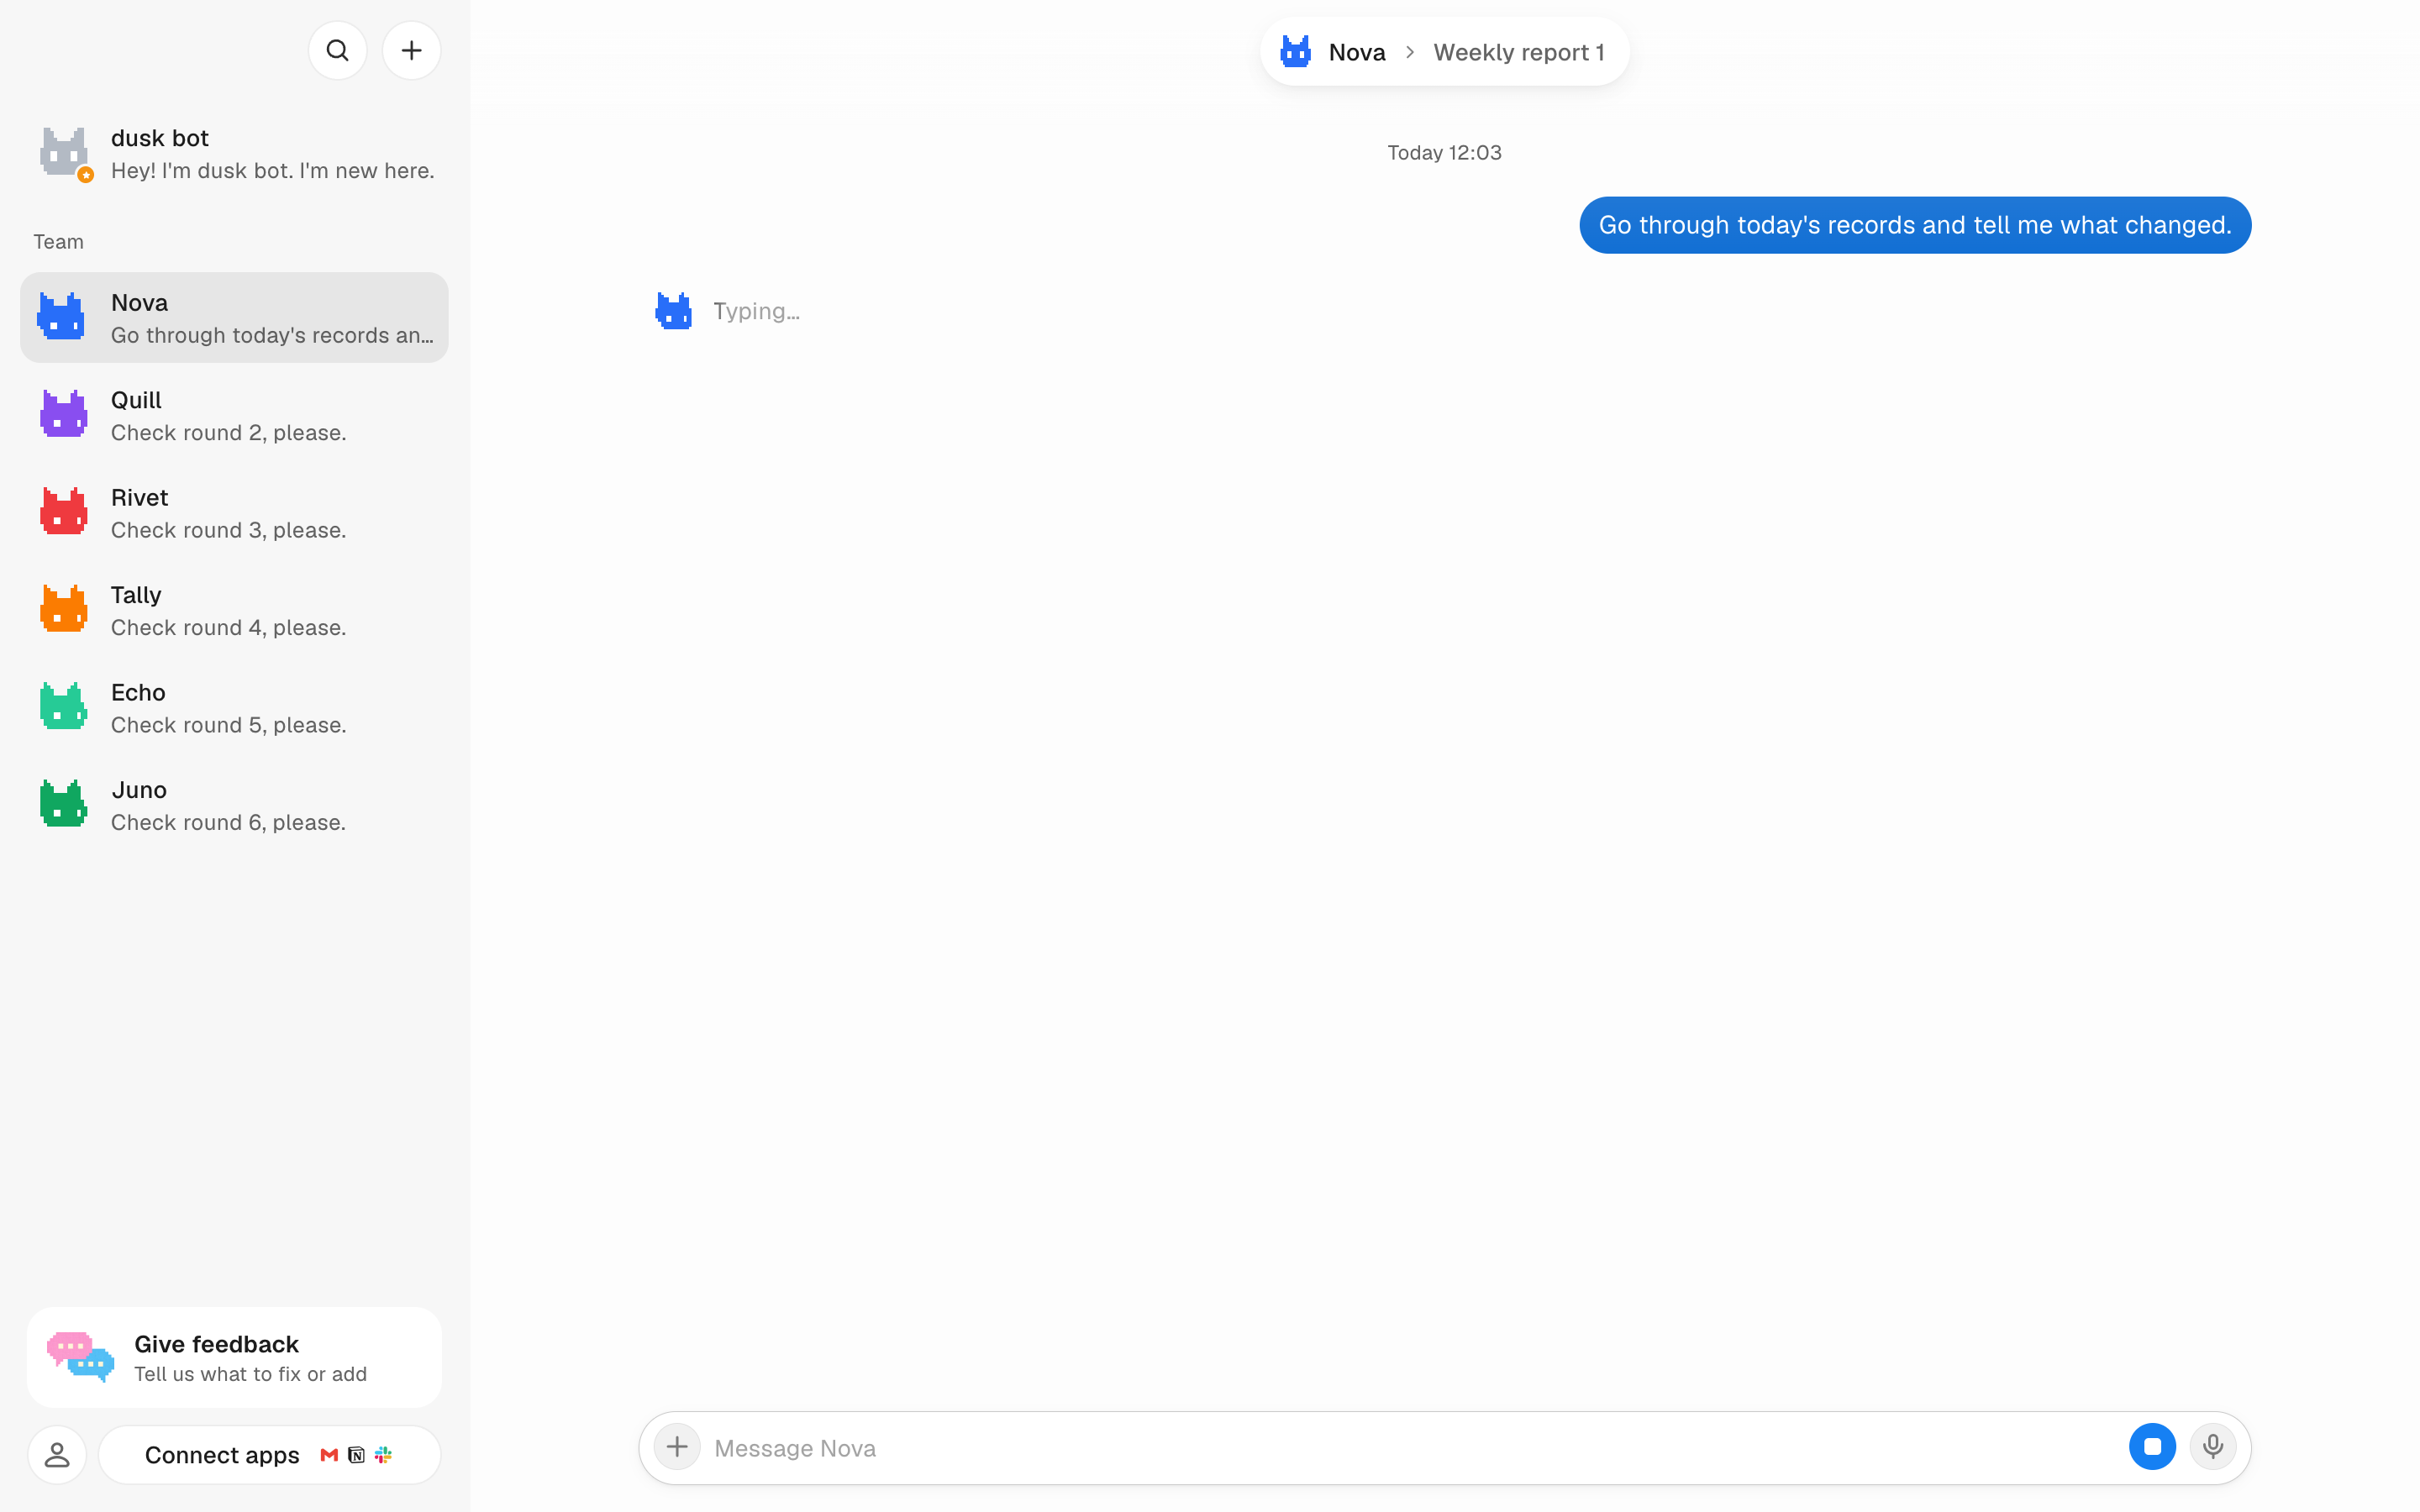 dusk bot
Hey! I'm dusk bot. I'm new here.
Team
Nova
Go through today's records an...
Quill
Check round 2, please.
Rivet
Check round 3, please.
Tally
Check round 4, please.
Echo
Check round 5, please.
Juno
Check round 6, please.
Give feedback
Tell us what to fix or add
Connect apps
Nova > Weekly report 1
Today 12:03
Go through today's records and tell me what changed.
Typing...
Message Nova